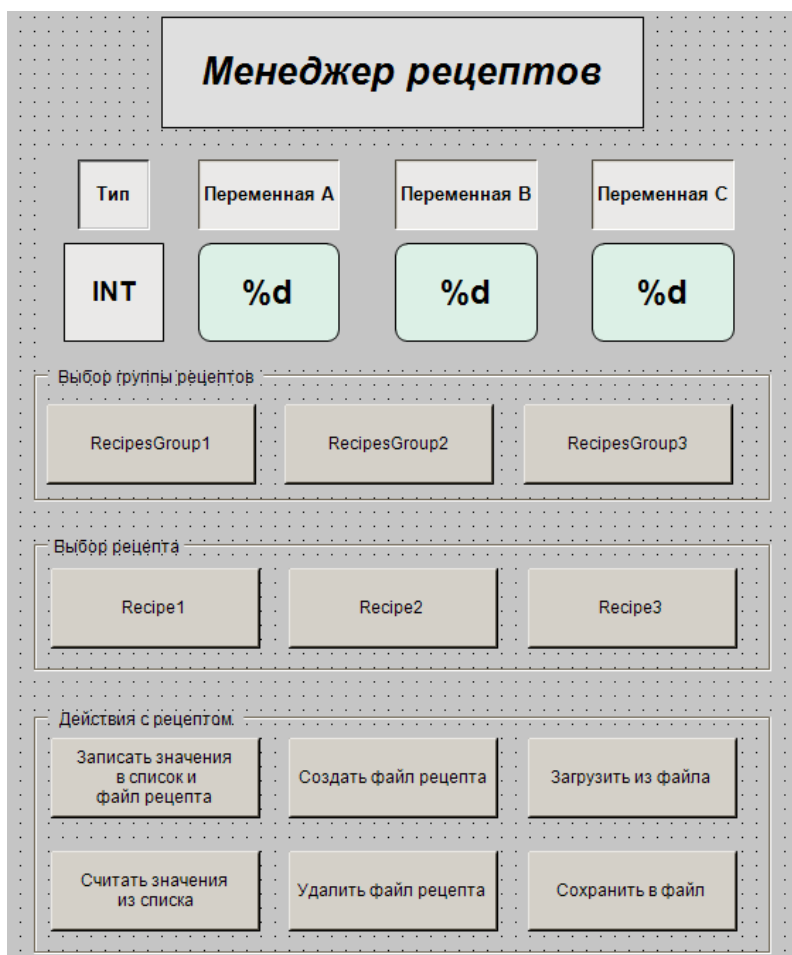 Менеджер рецептов
Тип
Переменная A
Переменная B
Переменная C
INT
%d
%d
%d
Выбор группы рецептов
RecipesGroup1
RecipesGroup2
RecipesGroup3
Выбор рецепта
Recipe1
Recipe2
Recipe3
Действия с рецептом
Записать значения
в список и
файл рецепта
Создать файл рецепта
Загрузить из файла
Считать значения
из списка
Удалить файл рецепта
Сохранить в файл